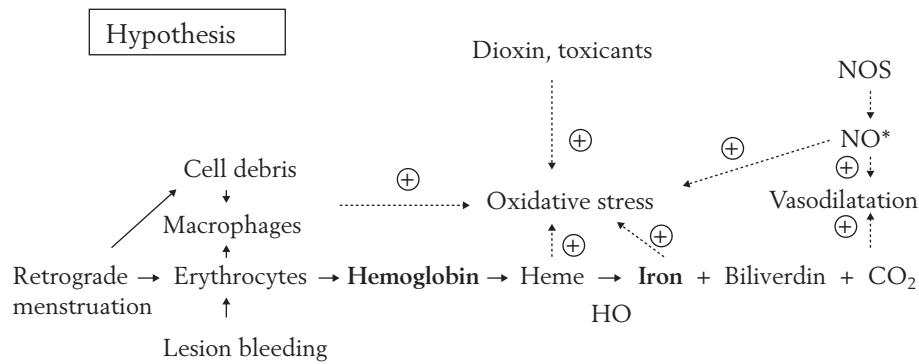 Hypothesis
Dioxin, toxicants
NOS
⊕
⊕
NO*
⊕
Cell debris
⊕
Oxidative stress
Vasodilatation
Macrophages
⊕
⊕
⊕
Retrograde
menstruation
Erythrocytes
Hemoglobin
Heme
Iron + Biliverdin + CO₂
HO
Lesion bleeding